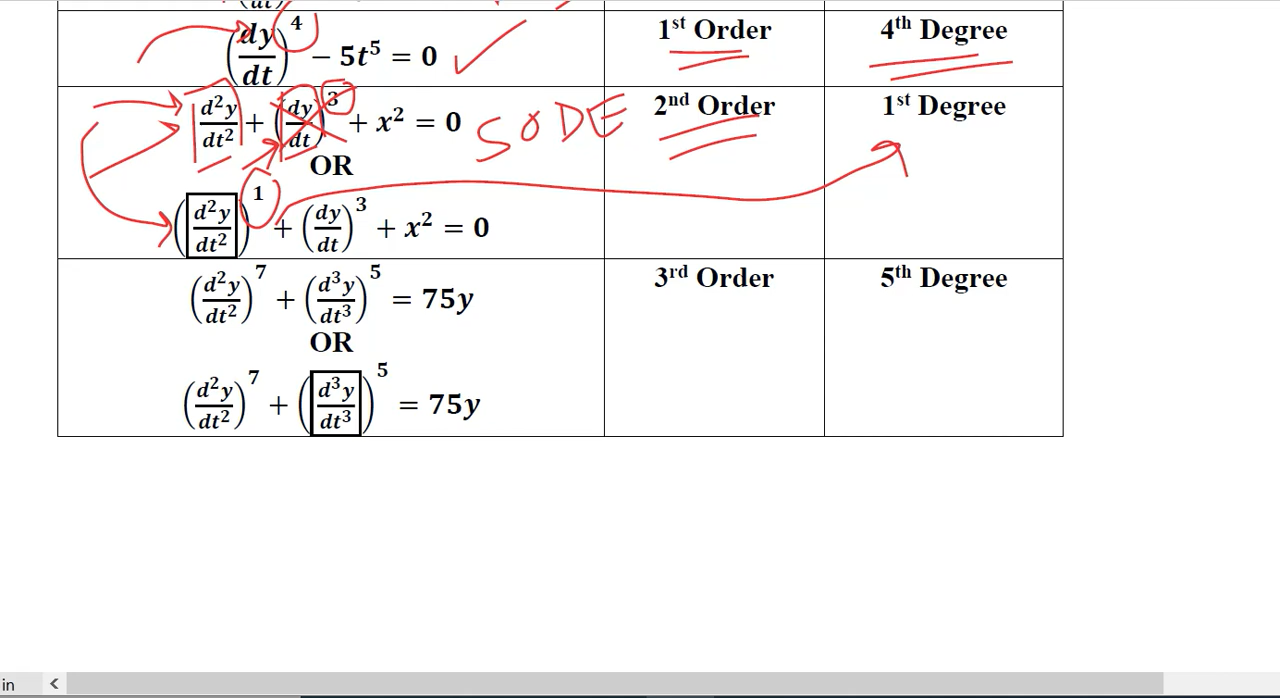 (dy/dt)⁴ − 5t⁵ = 0
1st Order
4th Degree
d²y/dt² + (dy/dt)³ + x² = 0
SODE
2nd Order
1st Degree
OR
(d²y/dt²)¹ + (dy/dt)³ + x² = 0
(d²y/dt²)⁷ + (d³y/dt³)⁵ = 75y
3rd Order
5th Degree
OR
(d²y/dt²)⁷ + (d³y/dt³)⁵ = 75y
in